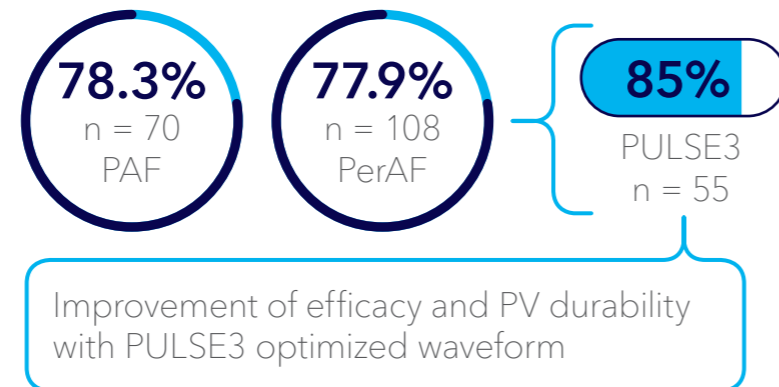 78.3%
n = 70
PAF
77.9%
n = 108
PerAF
85%
PULSE3
n = 55
Improvement of efficacy and PV durability
with PULSE3 optimized waveform